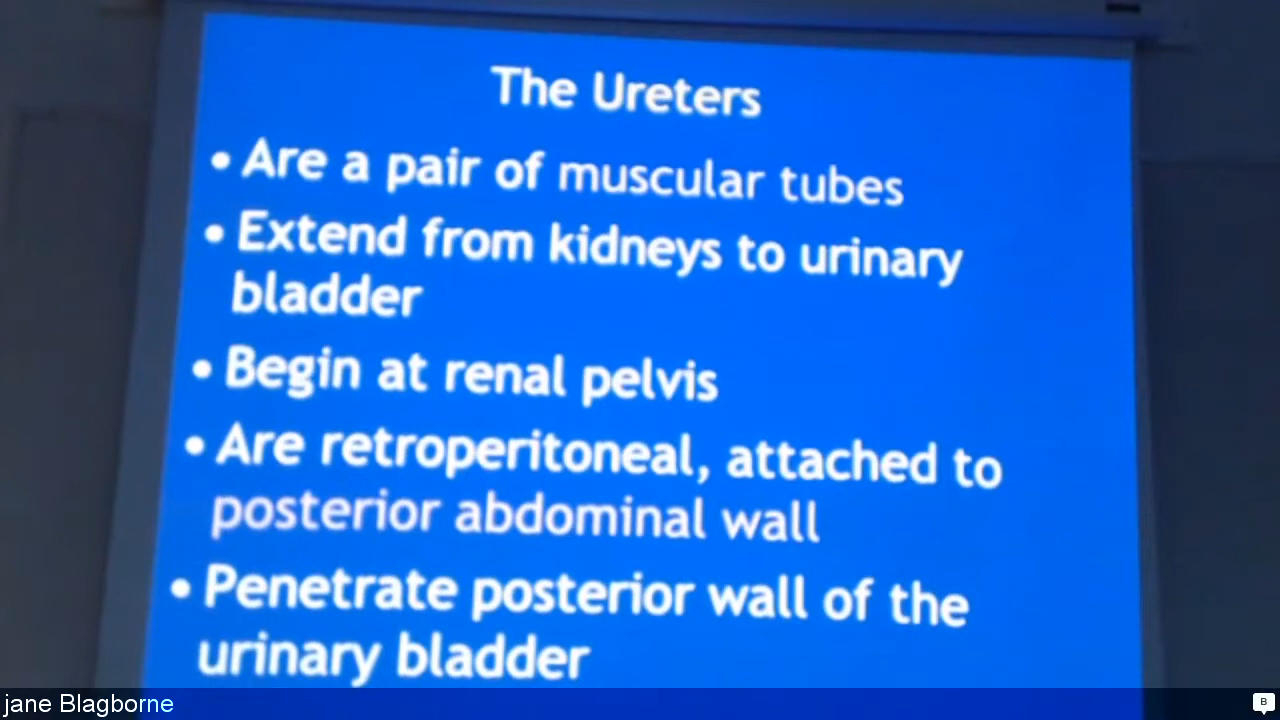 The Ureters
• Are a pair of muscular tubes
• Extend from kidneys to urinary
bladder
• Begin at renal pelvis
• Are retroperitoneal, attached to
posterior abdominal wall
• Penetrate posterior wall of the
urinary bladder
jane Blagborne
B